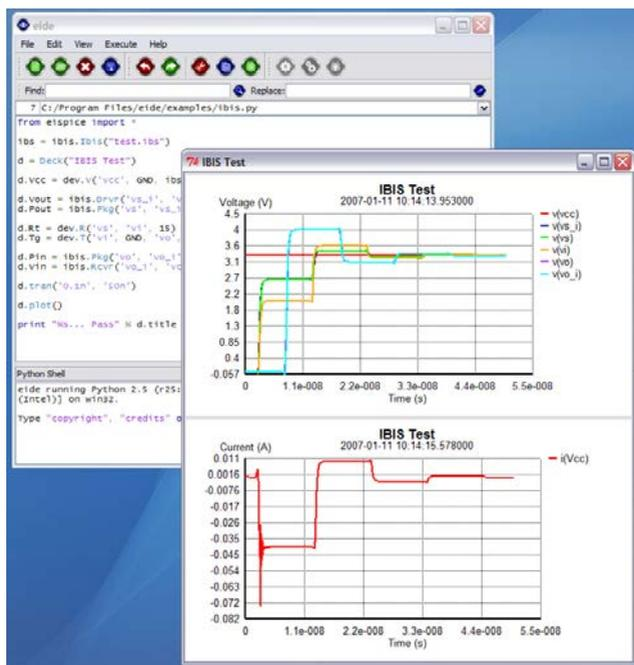 eide
File Edit View Execute Help
Find: Replace:
7 C:/Program Files/eide/examples/ibis.py
from eispice import *
ibs = ibis.Ibis("test.ibs")
d = Deck("IBIS Test")
d.Vcc = dev.V('vcc', GND, ibs
d.Vout = ibis.Drvr('vs_i', 'v
d.Pout = ibis.Pkg('vs', 'vs_i
d.Rt = dev.R('vs', 'vi', 15)
d.Tg = dev.T('vi', GND, 'vo',
d.Pin = ibis.Pkg('vo', 'vo_i'
d.Vin = ibis.Rcvr('vo_i', 'vc
d.tran('0.1n', '50n')
d.plot()
print "%s... Pass" % d.title
Python Shell
eide running Python 2.5 (r25:
(Intel)] on win32.
Type "copyright", "credits" o
IBIS Test
IBIS Test
Voltage (V)
2007-01-11 10:14:13.953000
4.5
4
3.6
3.1
2.7
2.2
1.8
1.3
0.85
0.4
-0.057
0 1.1e-008 2.2e-008 3.3e-008 4.4e-008 5.5e-008
Time (s)
v(vcc)
v(vs_i)
v(vs)
v(vi)
v(vo)
v(vo_i)
IBIS Test
Current (A)
2007-01-11 10:14:15.578000
0.011
0.0016
-0.0076
-0.017
-0.026
-0.035
-0.045
-0.054
-0.063
-0.072
-0.082
0 1.1e-008 2.2e-008 3.3e-008 4.4e-008 5.5e-008
Time (s)
i(Vcc)